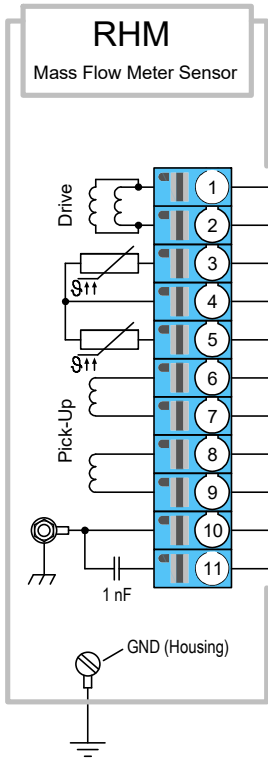 RHM
Mass Flow Meter Sensor
Drive
1
2
3
ϑ↑↑
4
5
ϑ↑↑
6
Pick-Up
7
8
9
10
11
1 nF
GND (Housing)